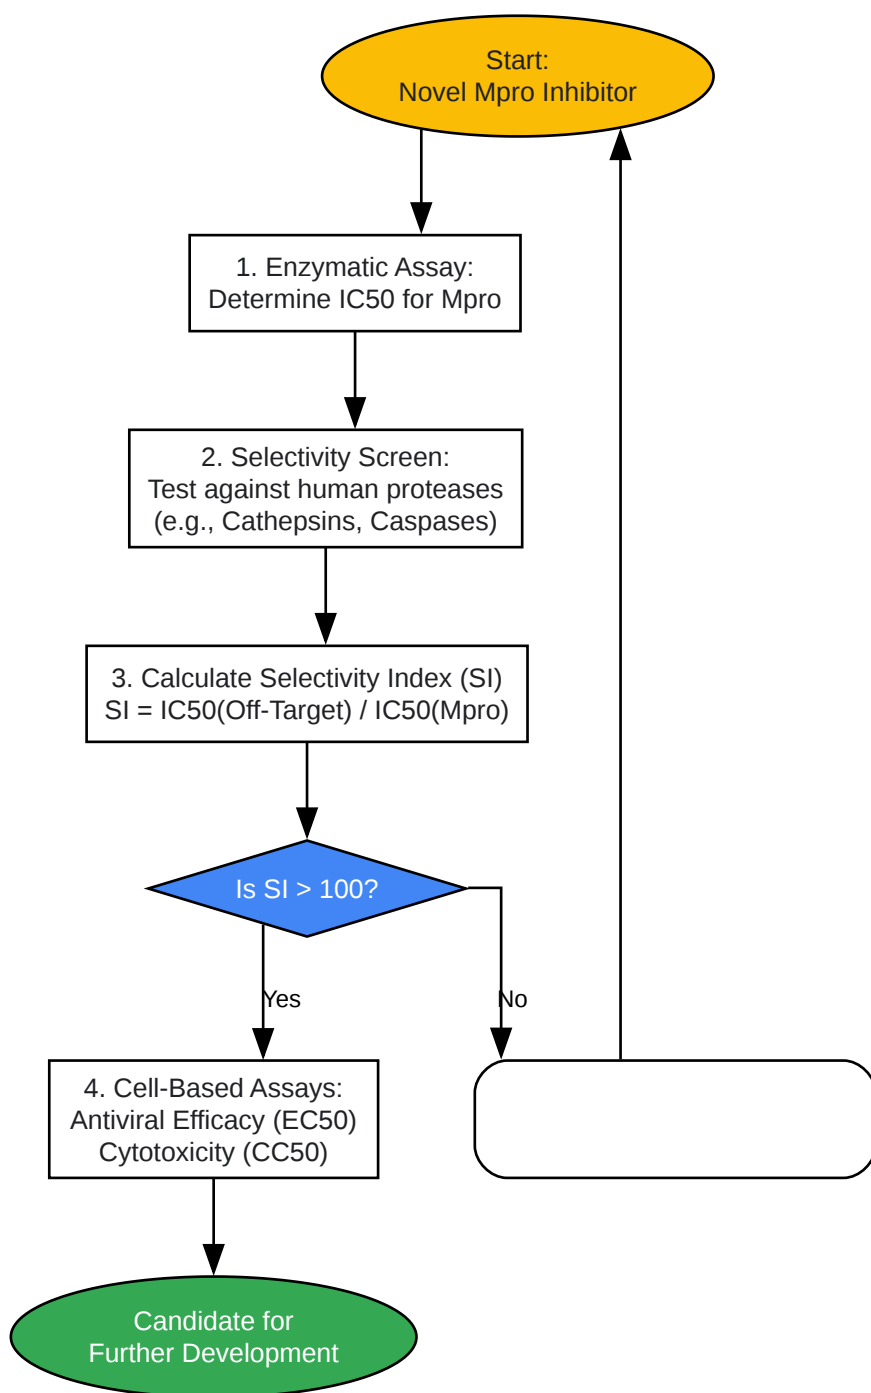 Start:
Novel Mpro Inhibitor
1. Enzymatic Assay:
Determine IC50 for Mpro
2. Selectivity Screen:
Test against human proteases
(e.g., Cathepsins, Caspases)
3. Calculate Selectivity Index (SI)
SI = IC50(Off-Target) / IC50(Mpro)
Is SI > 100?
Yes
No
4. Cell-Based Assays:
Antiviral Efficacy (EC50)
Cytotoxicity (CC50)
Candidate for
Further Development